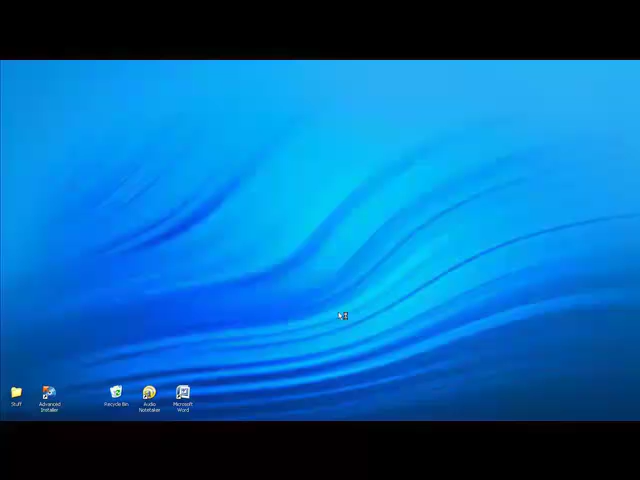 Stuff
Advanced
Installer
Recycle Bin
Audio
Notetaker
Microsoft
Word